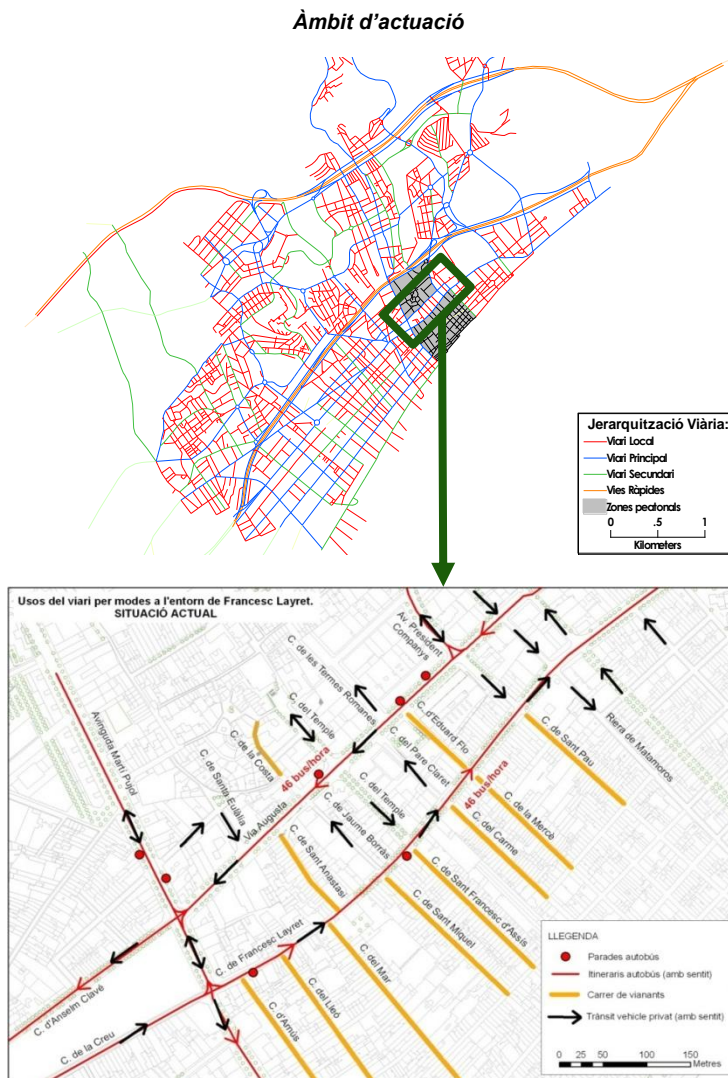 Àmbit d'actuació
Jerarquització Viària:
Viari Local
Viari Principal
Viari Secundari
Vies Ràpides
Zones peatonals
0 .5 1
Kilometers
Usos del viari per modes a l'entorn de Francesc Layret.
SITUACIÓ ACTUAL
Av. President
Companys
C. de les Termes Romanes
C. del Temple
C. de la Costa
C. de Santa Eulàlia
Avinguda Martí Pujol
Via Augusta
46 bus/hora
C. d'Eduard Flo
C. del Pare Claret
C. del Temple
C. de Jaume Borràs
C. de Sant Anastasi
46 bus/hora
C. de Sant Pau
Riera de Matamoros
C. de la Mercè
C. del Carme
C. de Sant Francesc d'Assis
C. de Sant Miquel
C. de Francesc Layret
C. del Mar
C. del Lleó
C. d'Amús
C. d'Anselm Clavé
C. de la Creu
LLEGENDA
Parades autobús
Itineraris autobús (amb sentit)
Carrer de vianants
Trànsit vehicle privat (amb sentit)
0 25 50 100 150
Metres